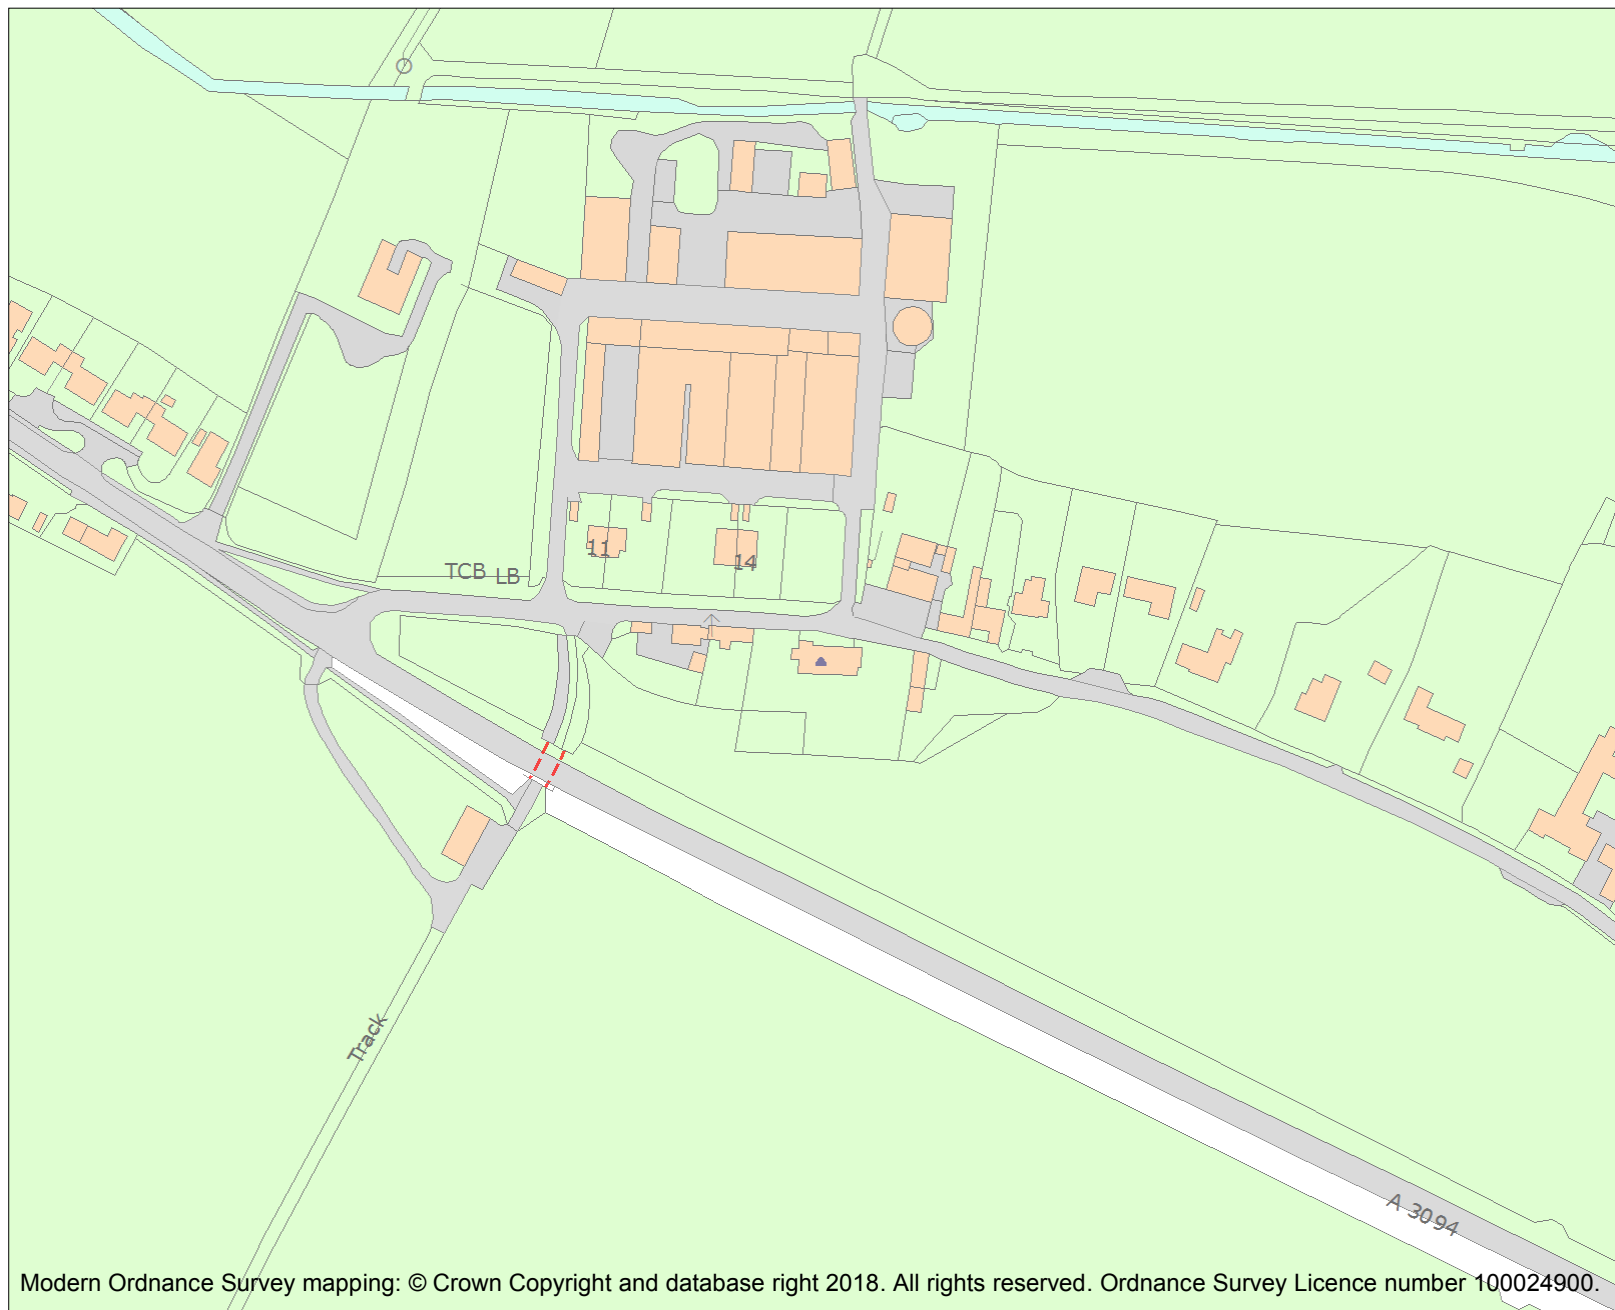 11
14
TCB LB
Track
A 3094
Modern Ordnance Survey mapping: © Crown Copyright and database right 2018. All rights reserved. Ordnance Survey Licence number 100024900.